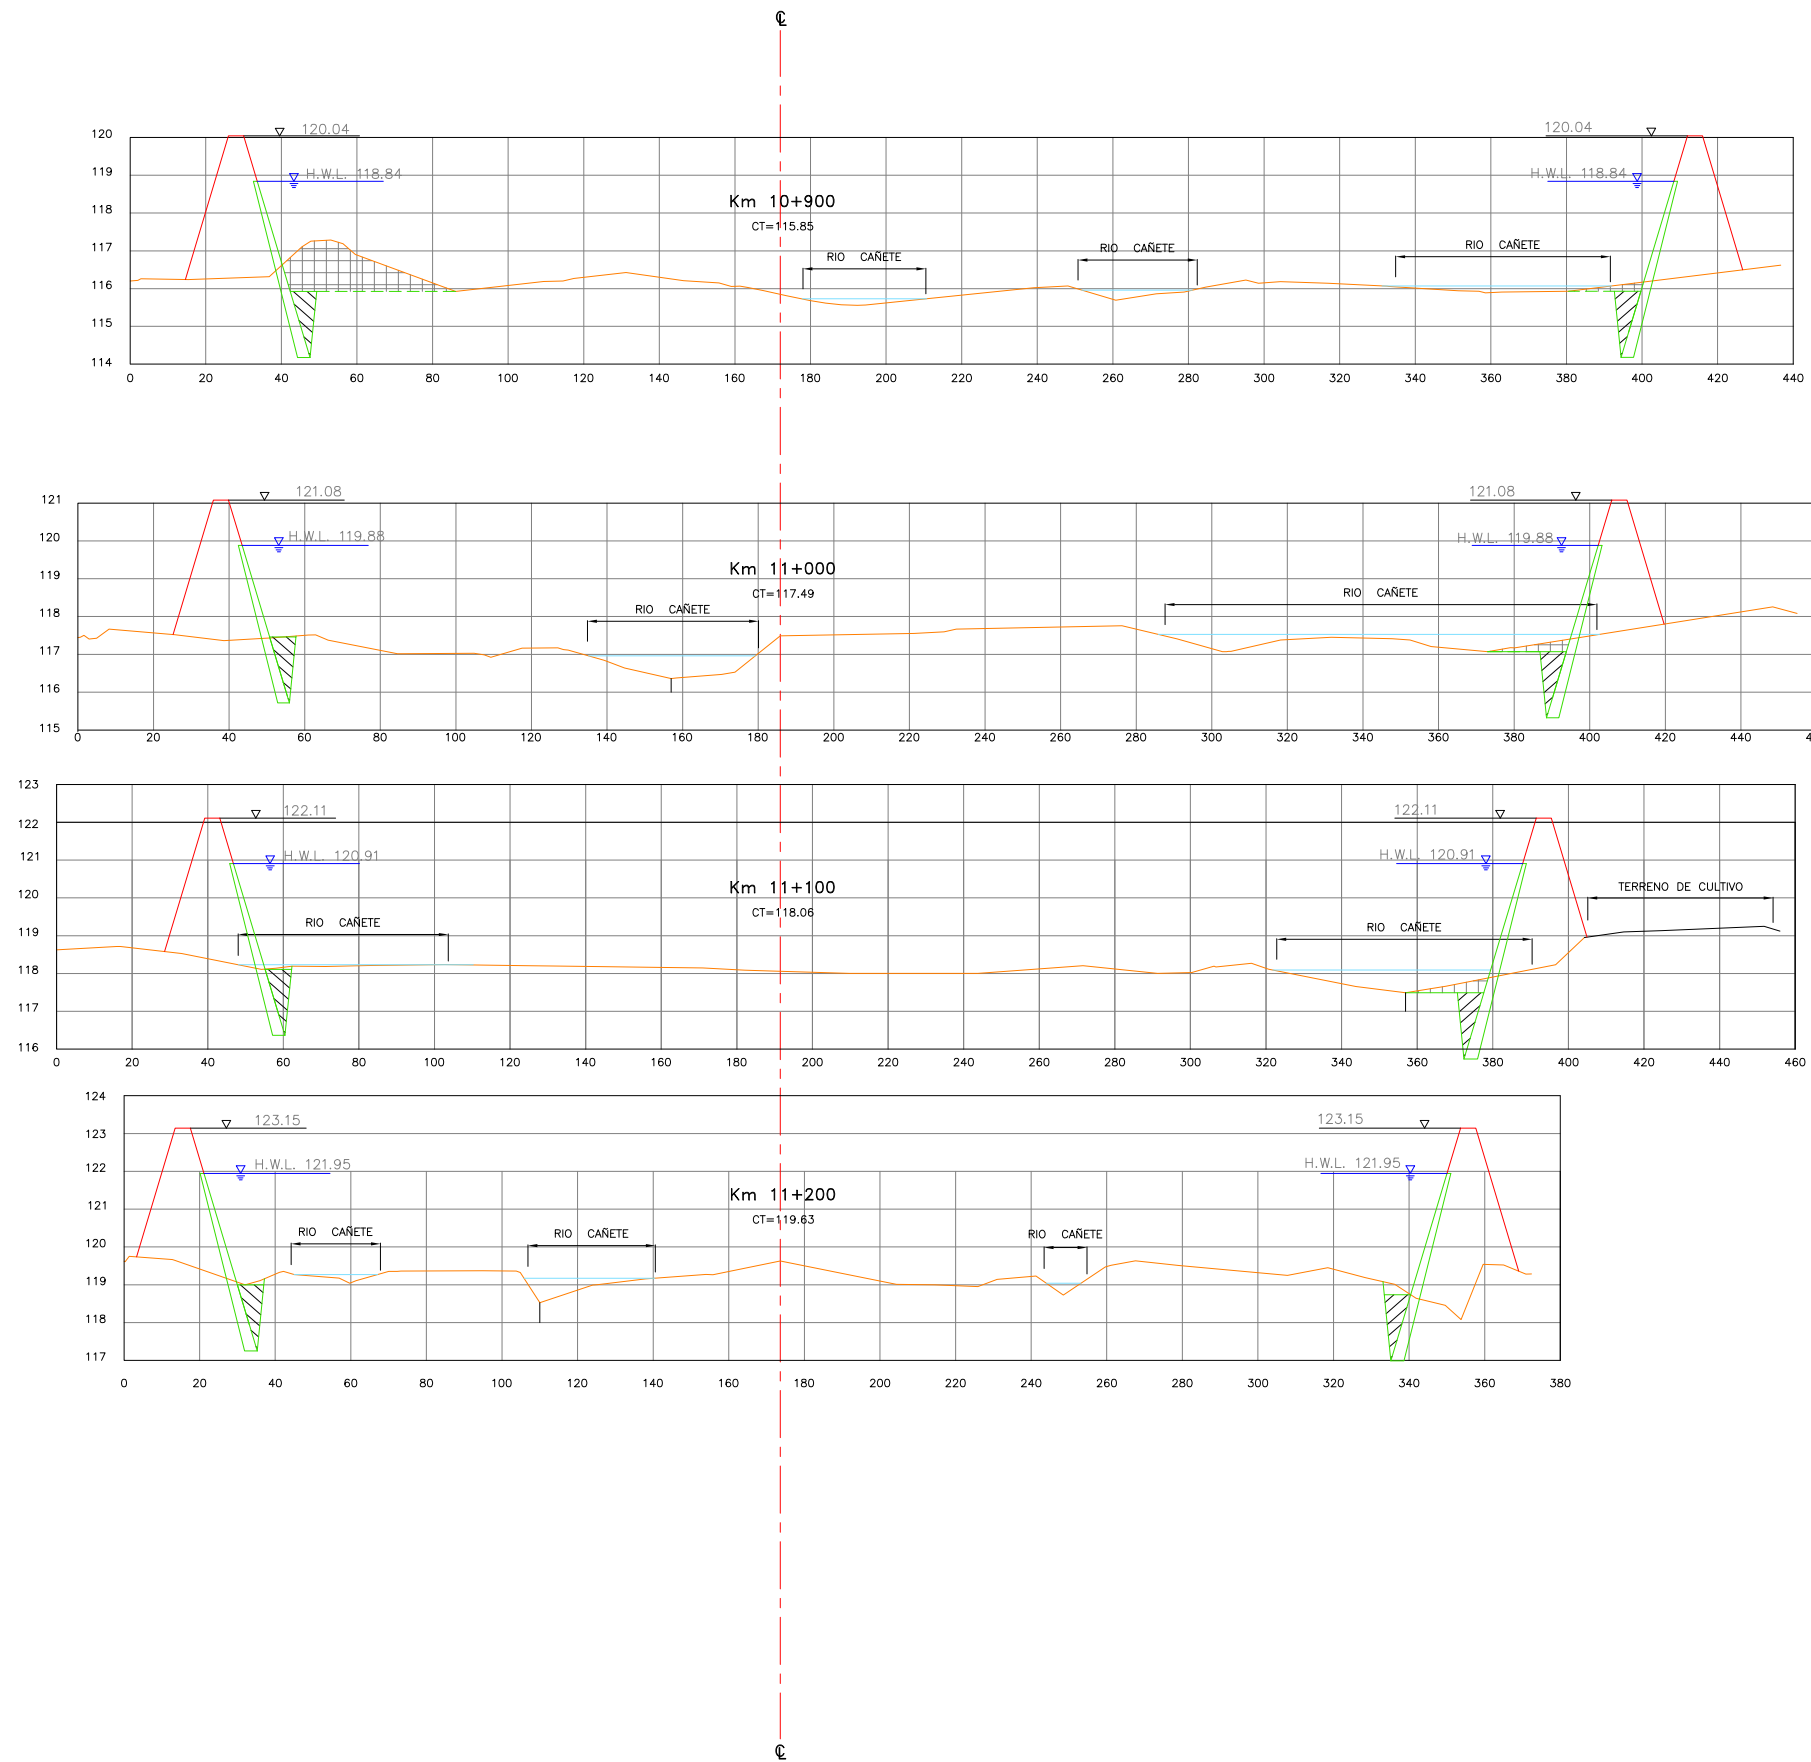 ℄
120.04 120.04
120
H.W.L. 118.84 H.W.L. 118.84
119
Km 10+900
118
CT=115.85
RIO CAÑETE RIO CAÑETE RIO CAÑETE
117
116
115
114
0 20 40 60 80 100 120 140 160 180 200 220 240 260 280 300 320 340 360 380 400 420 440
121.08 121.08
121
H.W.L. 119.88 H.W.L. 119.88
120
Km 11+000
119
CT=117.49
RIO CAÑETE RIO CAÑETE
118
117
116
115
0 20 40 60 80 100 120 140 160 180 200 220 240 260 280 300 320 340 360 380 400 420 440
123
122.11 122.11
122
H.W.L. 120.91 H.W.L. 120.91
121
Km 11+100 TERRENO DE CULTIVO
120
CT=118.06
RIO CAÑETE RIO CAÑETE
119
118
117
116
0 20 40 60 80 100 120 140 160 180 200 220 240 260 280 300 320 340 360 380 400 420 440 460
124
123.15 123.15
123
H.W.L. 121.95 H.W.L. 121.95
122
Km 11+200
121
CT=119.63
RIO CAÑETE RIO CAÑETE RIO CAÑETE
120
119
118
117
0 20 40 60 80 100 120 140 160 180 200 220 240 260 280 300 320 340 360 380
℄